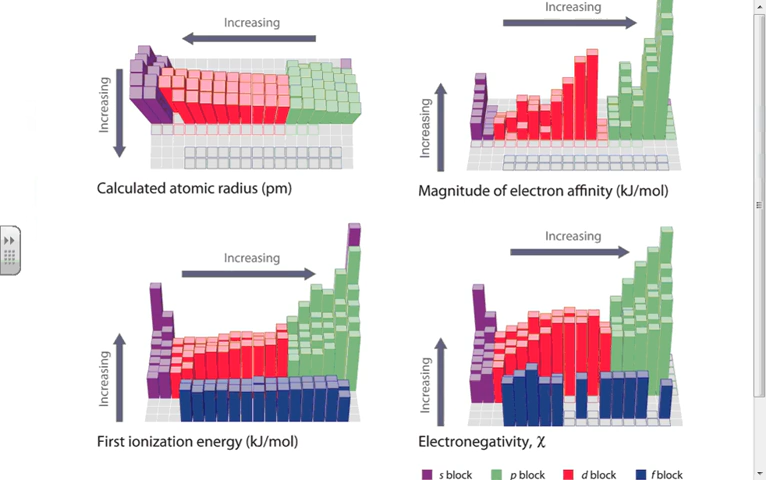 Increasing
Increasing
Increasing
Increasing
Calculated atomic radius (pm)
Magnitude of electron affinity (kJ/mol)
Increasing
Increasing
Increasing
Increasing
First ionization energy (kJ/mol)
Electronegativity, χ
s block
p block
d block
f block